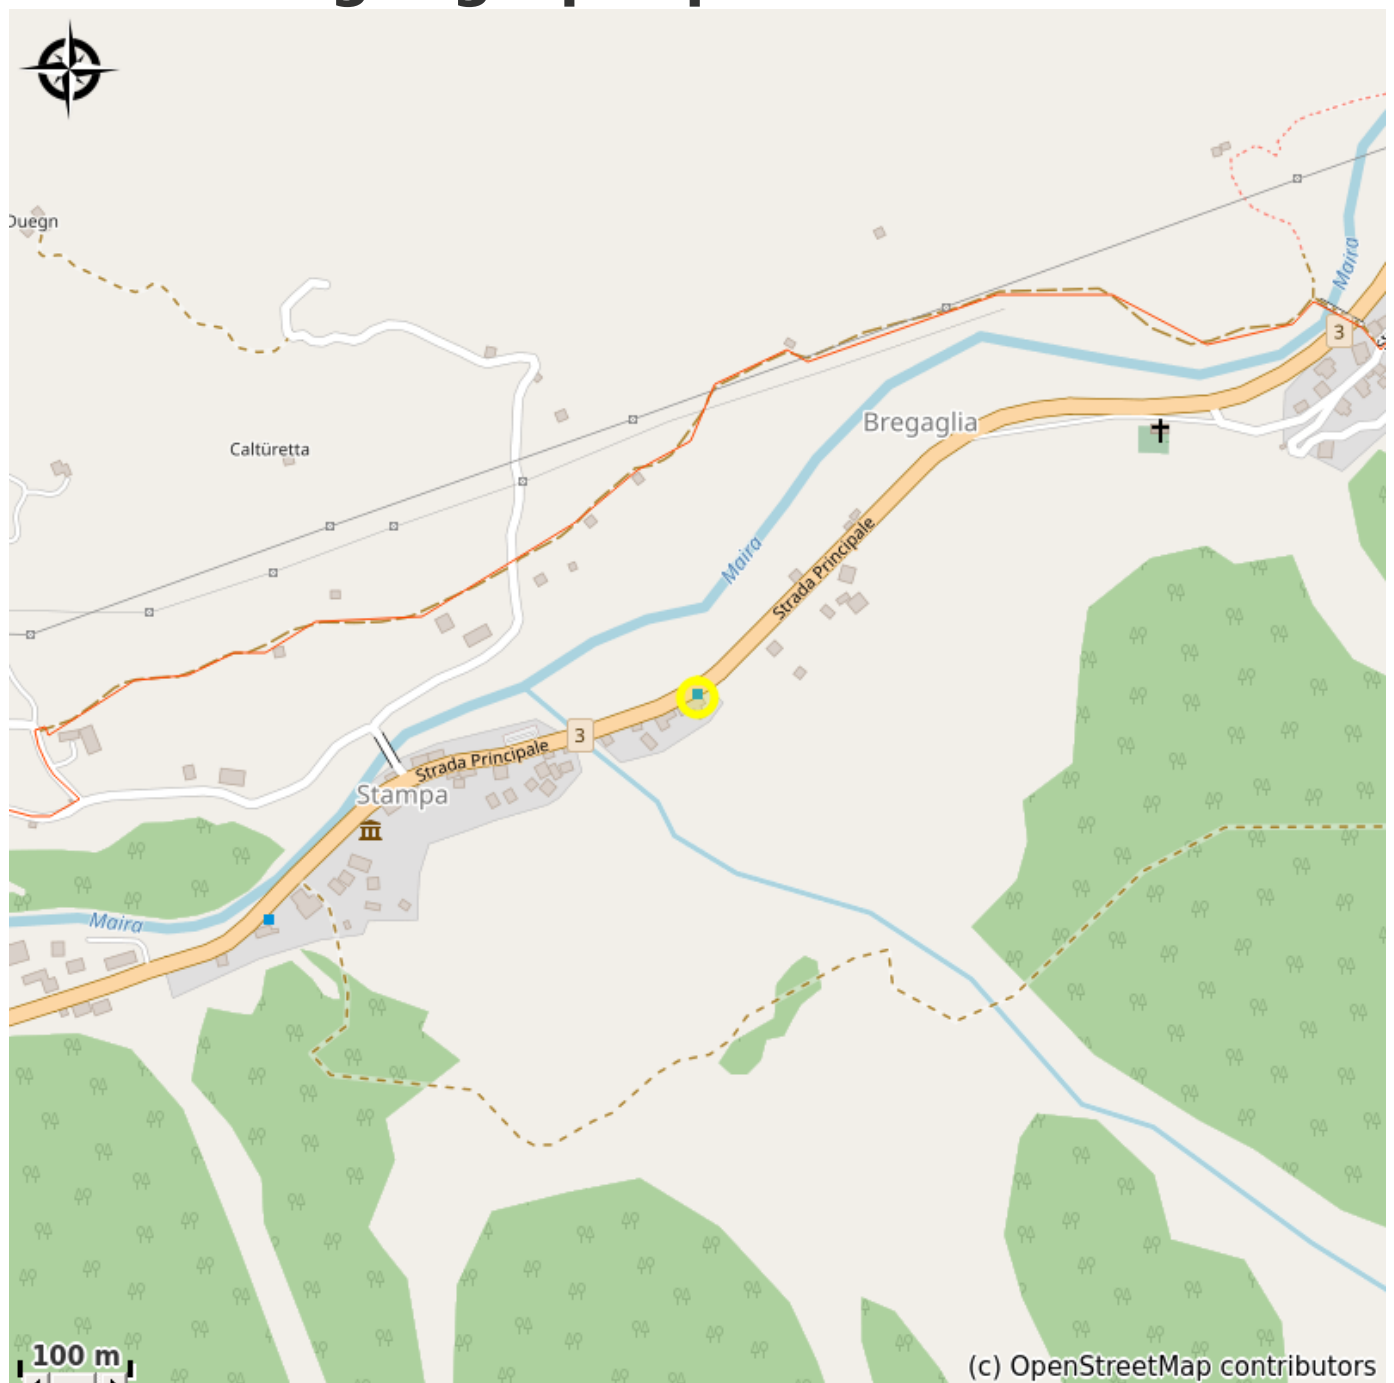 Duegn
Maira
3
Bregaglia
Caltüretta
Strada Principale
Maira
3
Strada Principale
Stampa
Maira
100 m
(c) OpenStreetMap contributors